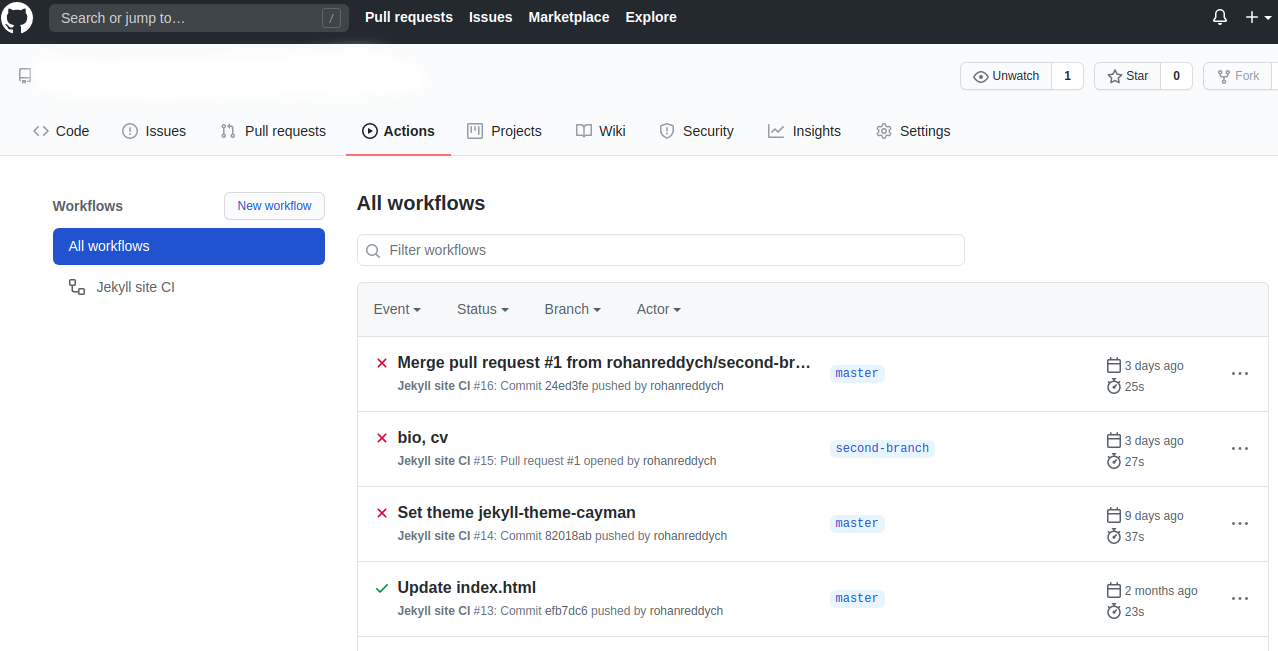 Search or jump to… /
Pull requests Issues Marketplace Explore
Unwatch 1 Star 0 Fork
Code Issues Pull requests Actions Projects Wiki Security Insights Settings
Workflows
New workflow
All workflows
Jekyll site CI
All workflows
Filter workflows
Event Status Branch Actor
Merge pull request #1 from rohanreddych/second-br…
Jekyll site CI #16: Commit 24ed3fe pushed by rohanreddych
master
3 days ago
25s
bio, cv
Jekyll site CI #15: Pull request #1 opened by rohanreddych
second-branch
3 days ago
27s
Set theme jekyll-theme-cayman
Jekyll site CI #14: Commit 82018ab pushed by rohanreddych
master
9 days ago
37s
Update index.html
Jekyll site CI #13: Commit efb7dc6 pushed by rohanreddych
master
2 months ago
23s